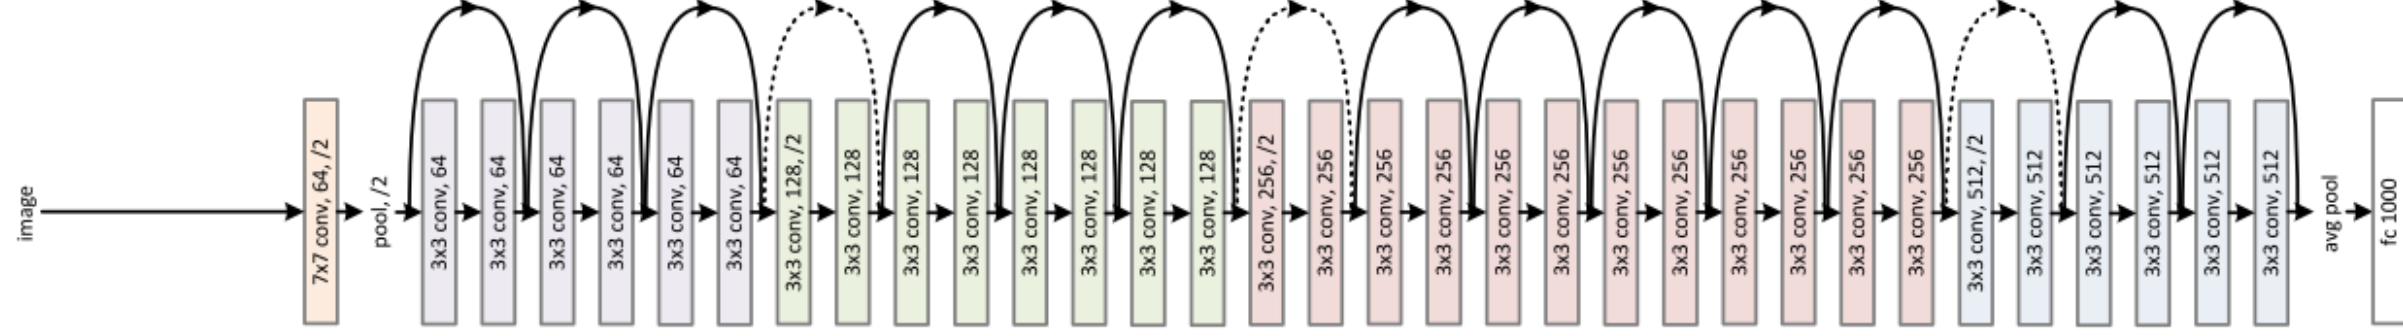 image
7x7 conv, 64, /2
pool, /2
3x3 conv, 64
3x3 conv, 64
3x3 conv, 64
3x3 conv, 64
3x3 conv, 64
3x3 conv, 64
3x3 conv, 128, /2
3x3 conv, 128
3x3 conv, 128
3x3 conv, 128
3x3 conv, 128
3x3 conv, 128
3x3 conv, 128
3x3 conv, 128
3x3 conv, 256, /2
3x3 conv, 256
3x3 conv, 256
3x3 conv, 256
3x3 conv, 256
3x3 conv, 256
3x3 conv, 256
3x3 conv, 256
3x3 conv, 256
3x3 conv, 256
3x3 conv, 256
3x3 conv, 256
3x3 conv, 512, /2
3x3 conv, 512
3x3 conv, 512
3x3 conv, 512
3x3 conv, 512
3x3 conv, 512
avg pool
fc 1000